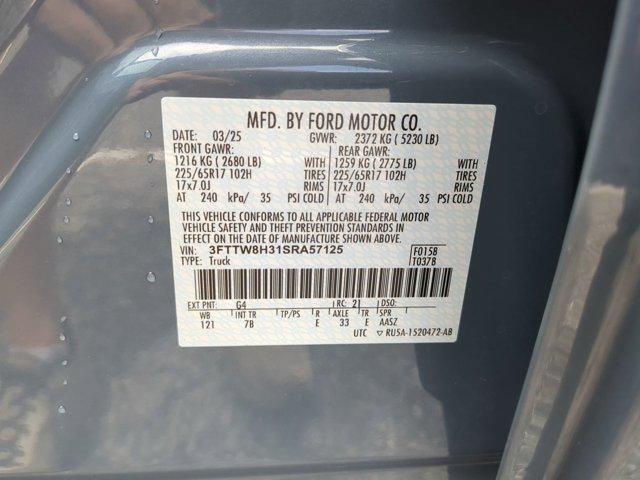 MFD. BY FORD MOTOR CO.
DATE: 03/25 GVWR: 2372 KG ( 5230 LB)
FRONT GAWR: REAR GAWR:
1216 KG ( 2680 LB) WITH 1259 KG ( 2775 LB) WITH
225/65R17 102H TIRES 225/65R17 102H TIRES
17x7.0J RIMS 17x7.0J RIMS
AT 240 kPa/ 35 PSI COLD AT 240 kPa/ 35 PSI COLD
THIS VEHICLE CONFORMS TO ALL APPLICABLE FEDERAL MOTOR
VEHICLE SAFETY AND THEFT PREVENTION STANDARDS IN
EFFECT ON THE DATE OF MANUFACTURE SHOWN ABOVE.
VIN: 3FTTW8H31SRA57125 F0158
TYPE: Truck T0378
EXT PNT: G4 RC: 21 DSO:
WB INT TR TP/PS R AXLE TR SPR
121 7B E 33 E AASZ
UTC ▽ RU5A-1520472-AB